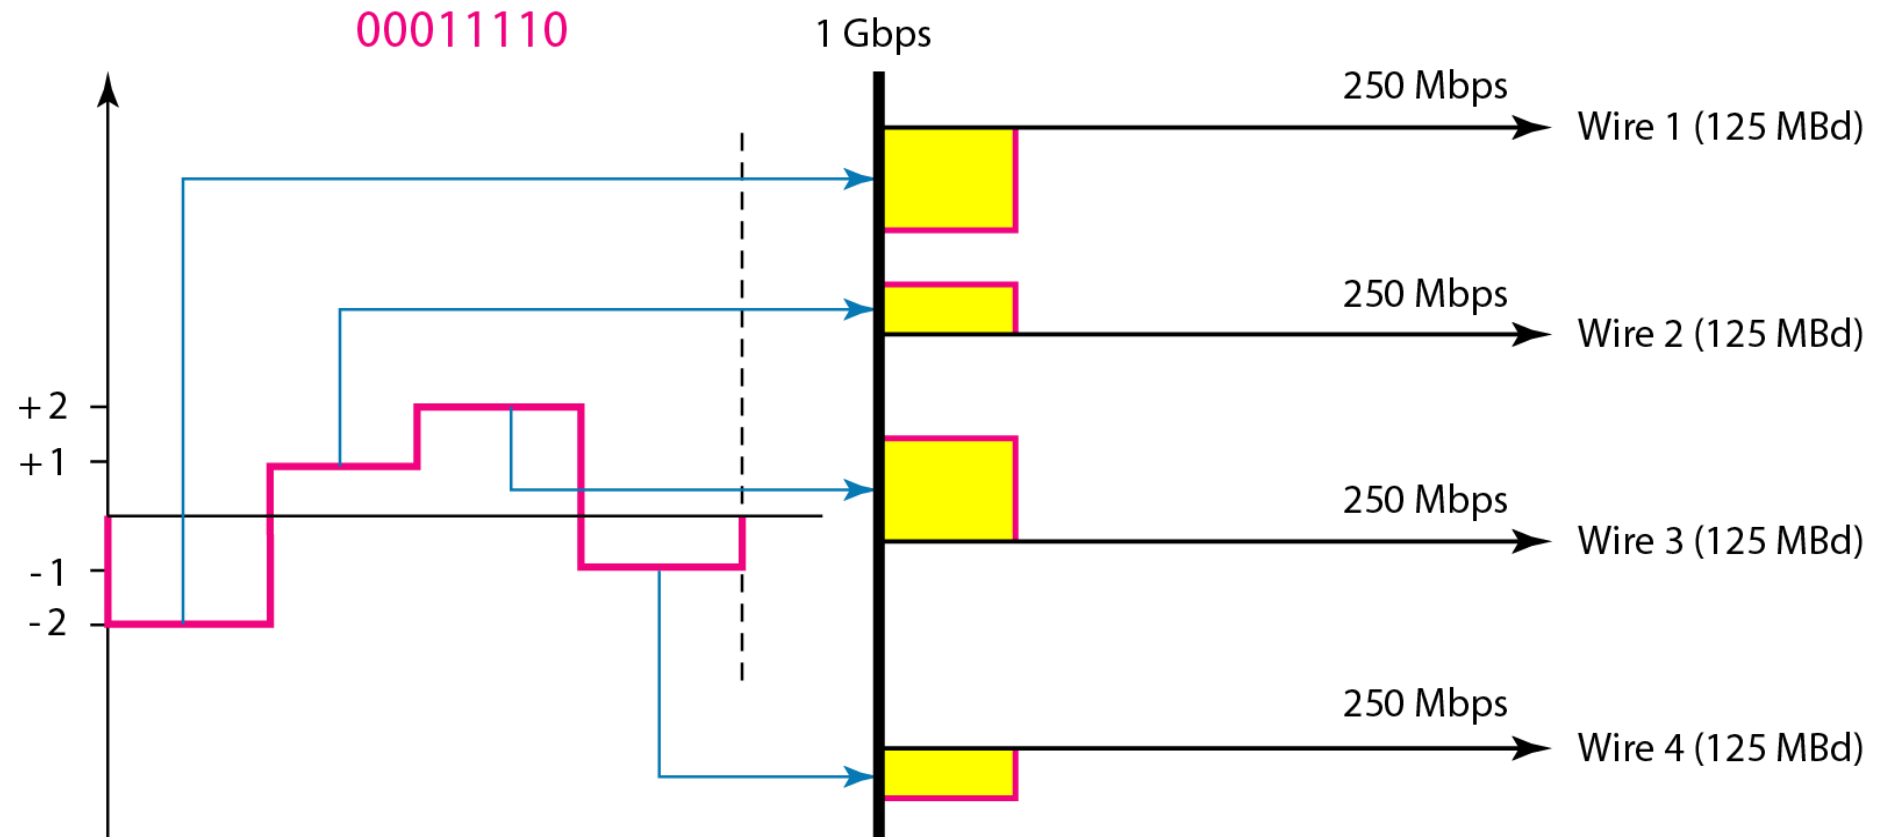 00011110
1 Gbps
250 Mbps
Wire 1 (125 MBd)
250 Mbps
Wire 2 (125 MBd)
+2
+1
250 Mbps
Wire 3 (125 MBd)
-1
-2
250 Mbps
Wire 4 (125 MBd)